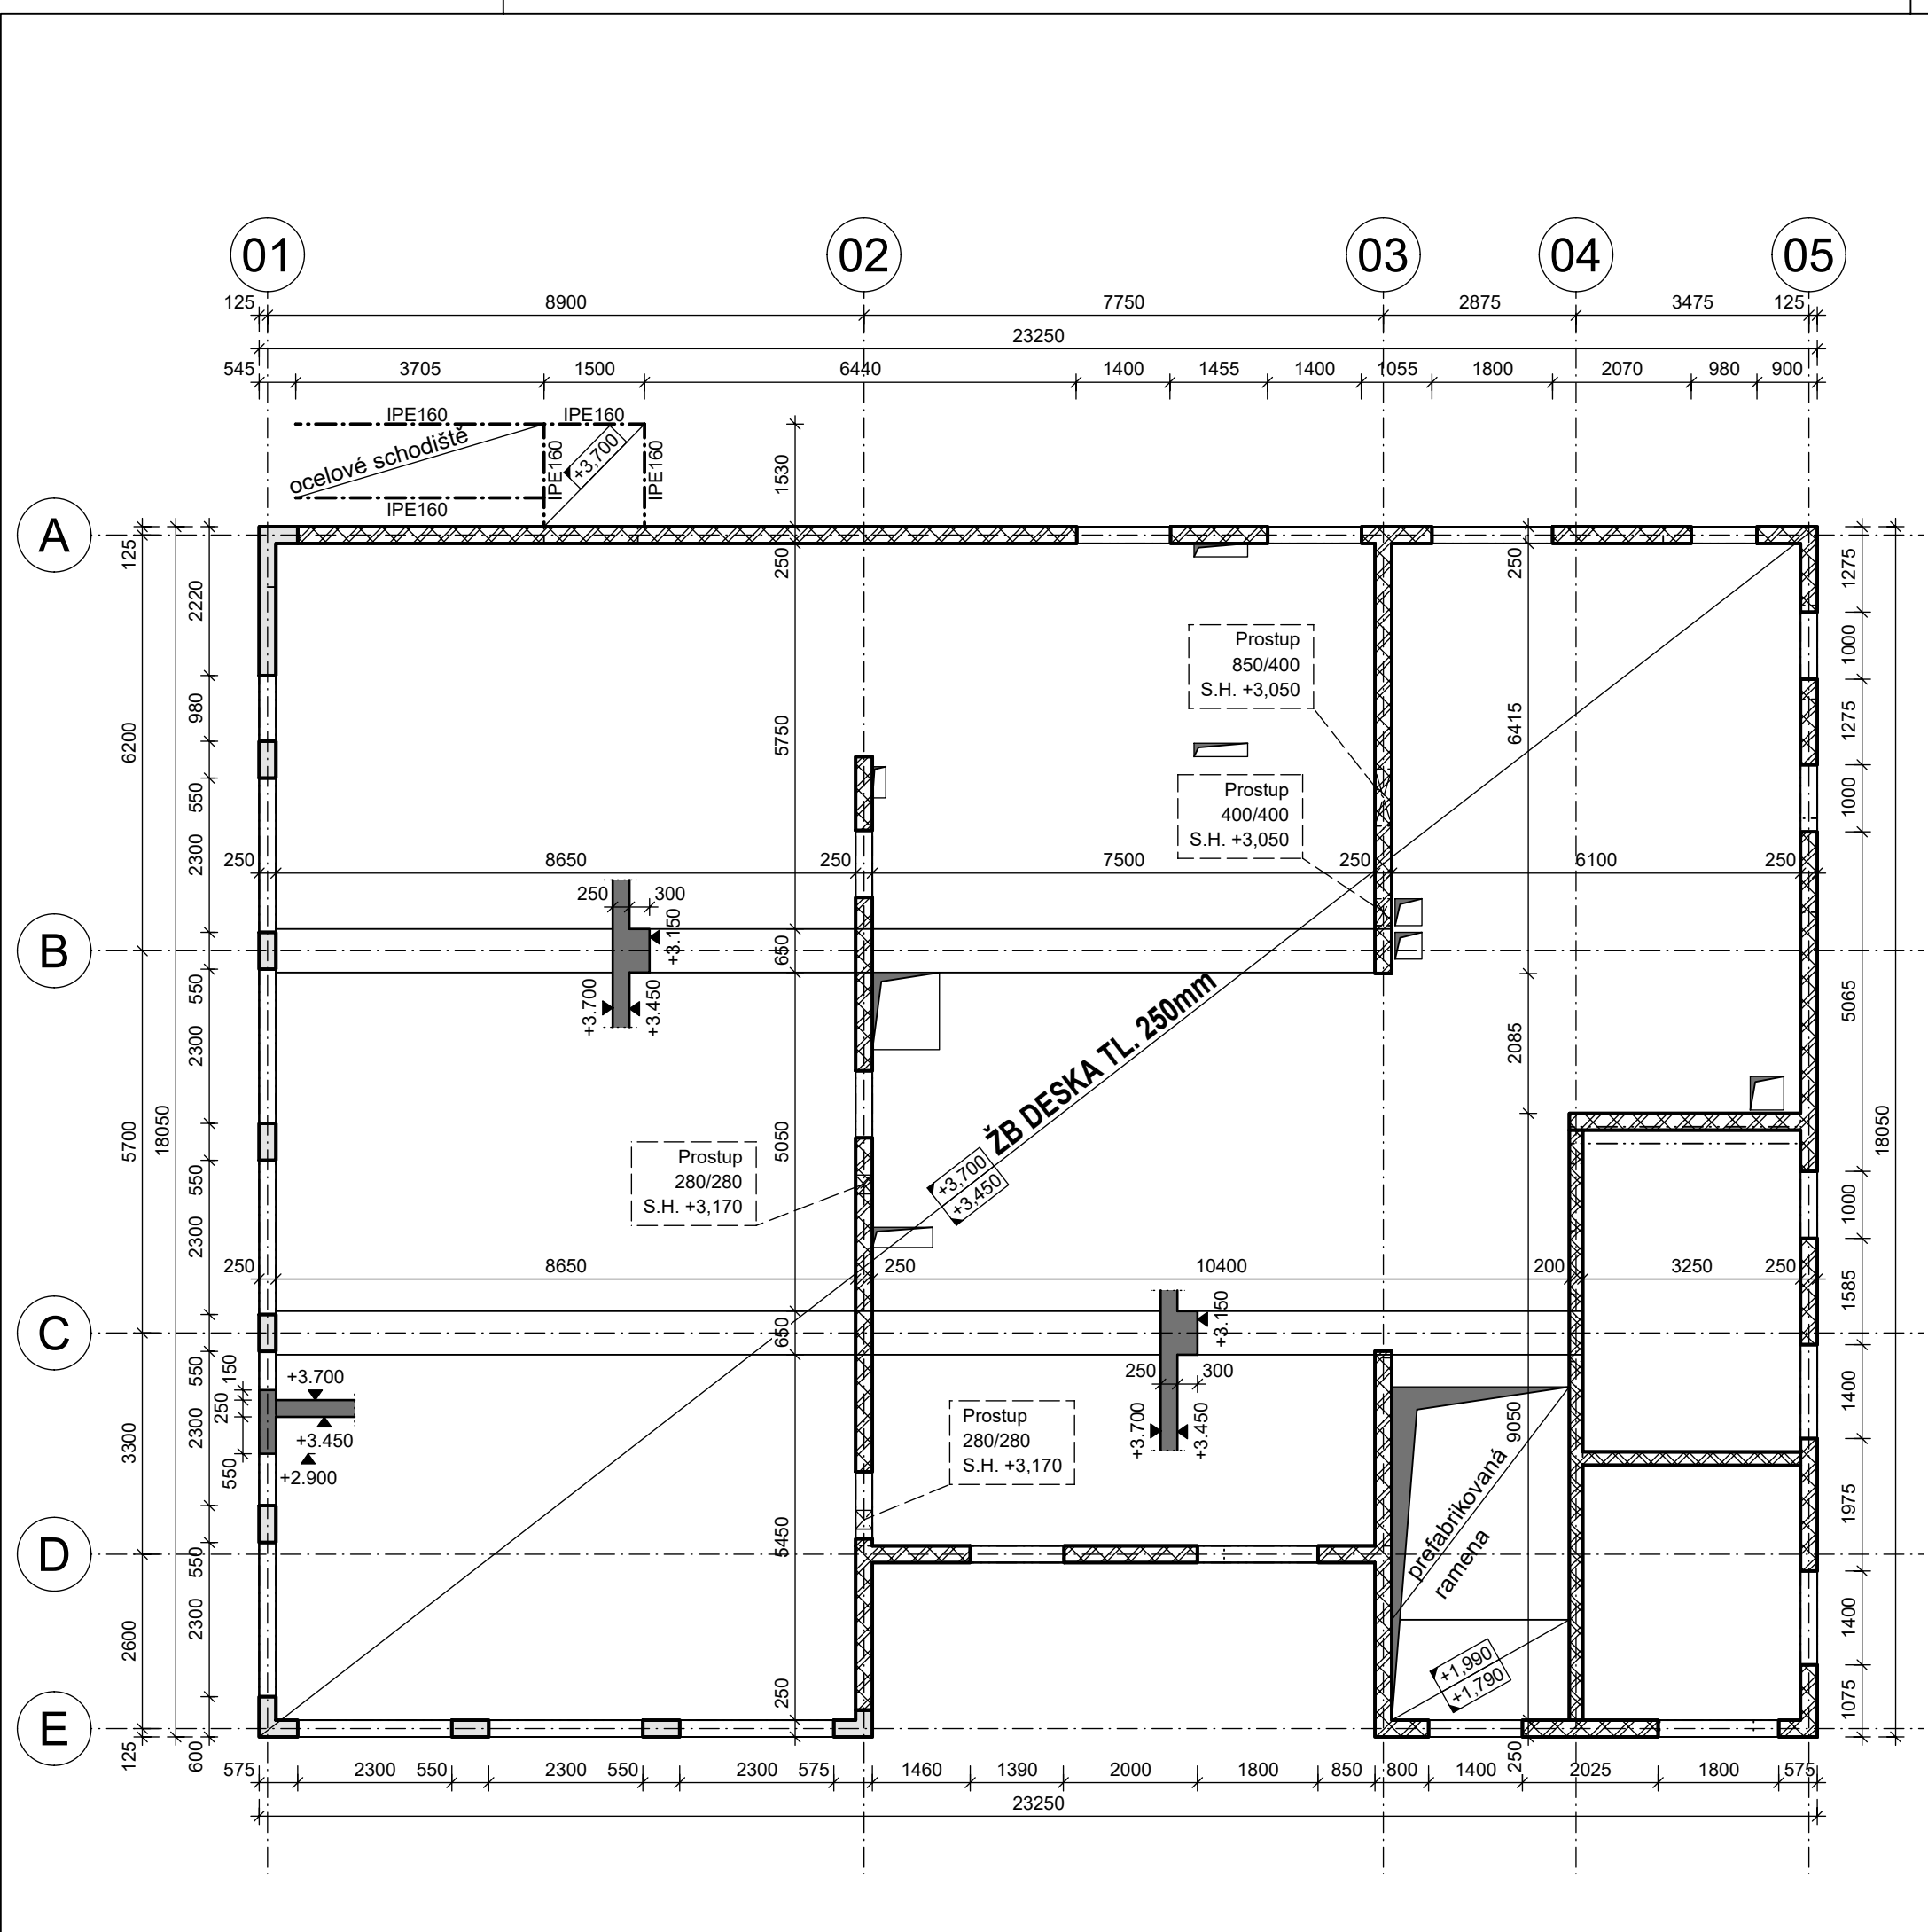 01 02 03 04 05
125 8900 7750 2875 3475 125
23250
545 3705 1500 6440 1400 1455 1400 1055 1800 2070 980 900
IPE160 IPE160
ocelové schodiště
IPE160
+3,700
IPE160
IPE160
1530
A
125
250
250
1275
2220
1000
Prostup
850/400
S.H. +3,050
980
6200
5750
6415
1275
550
Prostup
400/400
S.H. +3,050
1000
2300
250 8650 250 7500 250 6100 250
250 300
+3.150
B
650
550
+3.700
+3.450
2300
2085
5065
ŽB DESKA TL. 250mm
+3,700
+3,450
5700
18050
5050
18050
550
Prostup
280/280
S.H. +3,170
2300
1000
250 8650 250 10400 200 3250 250
1585
C
650
+3.150
550
150
+3.700
250 300
250
2300
+3.450
550
+2.900
3300
+3.700
+3.450
Prostup
280/280
S.H. +3,170
9050
1400
prefabrikovaná
ramena
1975
D
5450
550
2300
2600
1400
+1,990
+1,790
250
1075
E
125
600
250
575 2300 550 2300 550 2300 575 1460 1390 2000 1800 850 800 1400 2025 1800 575
23250